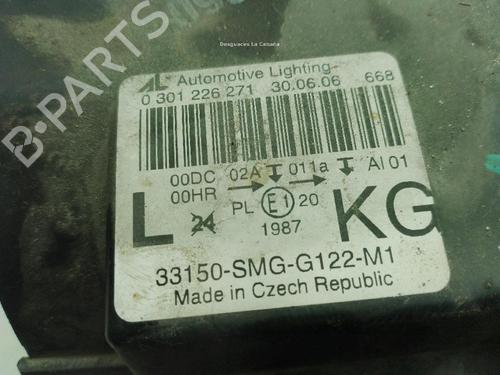 Desguaces La Cabaña
B-PARTS
AL Automotive Lighting
0 301 226 271 30.06.06 668
00DC 02A 011a AI 01
00HR
L 24 PL E1 20 KG
1987
33150-SMG-G122-M1
Made in Czech Republic